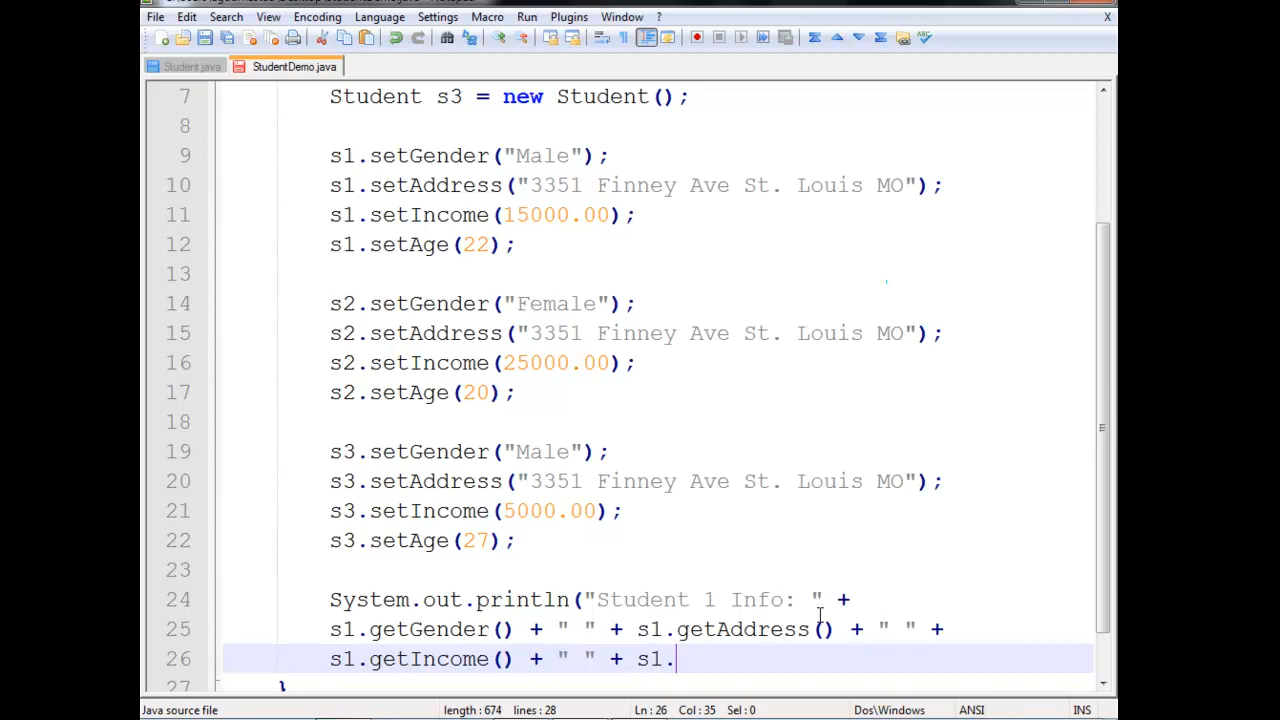 File Edit Search View Encoding Language Settings Macro Run Plugins Window ? X
Student.java StudentDemo.java
7 Student s3 = new Student();
8
9 s1.setGender("Male");
10 s1.setAddress("3351 Finney Ave St. Louis MO");
11 s1.setIncome(15000.00);
12 s1.setAge(22);
13
14 s2.setGender("Female");
15 s2.setAddress("3351 Finney Ave St. Louis MO");
16 s2.setIncome(25000.00);
17 s2.setAge(20);
18
19 s3.setGender("Male");
20 s3.setAddress("3351 Finney Ave St. Louis MO");
21 s3.setIncome(5000.00);
22 s3.setAge(27);
23
24 System.out.println("Student 1 Info: " +
25 s1.getGender() + " " + s1.getAddress() + " " +
26 s1.getIncome() + " " + s1.
27 }
Java source file length : 674 lines : 28 Ln : 26 Col : 35 Sel : 0 Dos\Windows ANSI INS